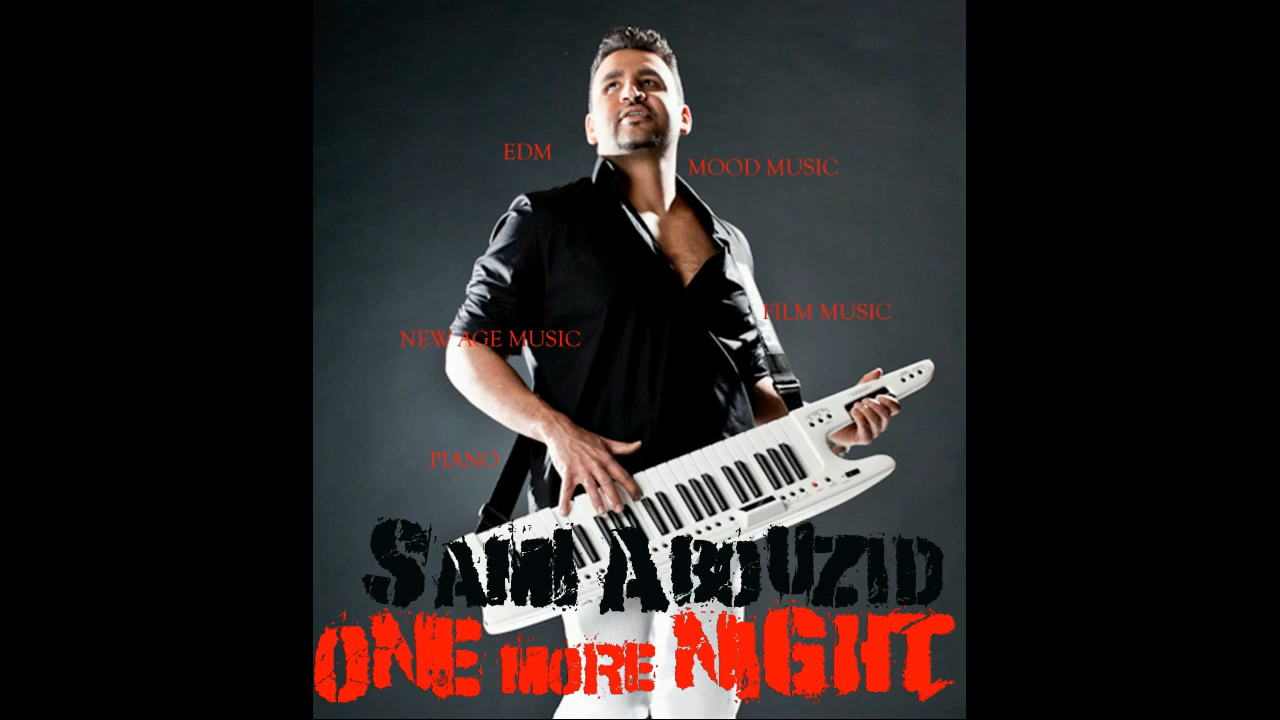 EDM
MOOD MUSIC
FILM MUSIC
NEW AGE MUSIC
PIANO
SAMI ABOUZID
ONE MORE NIGHT